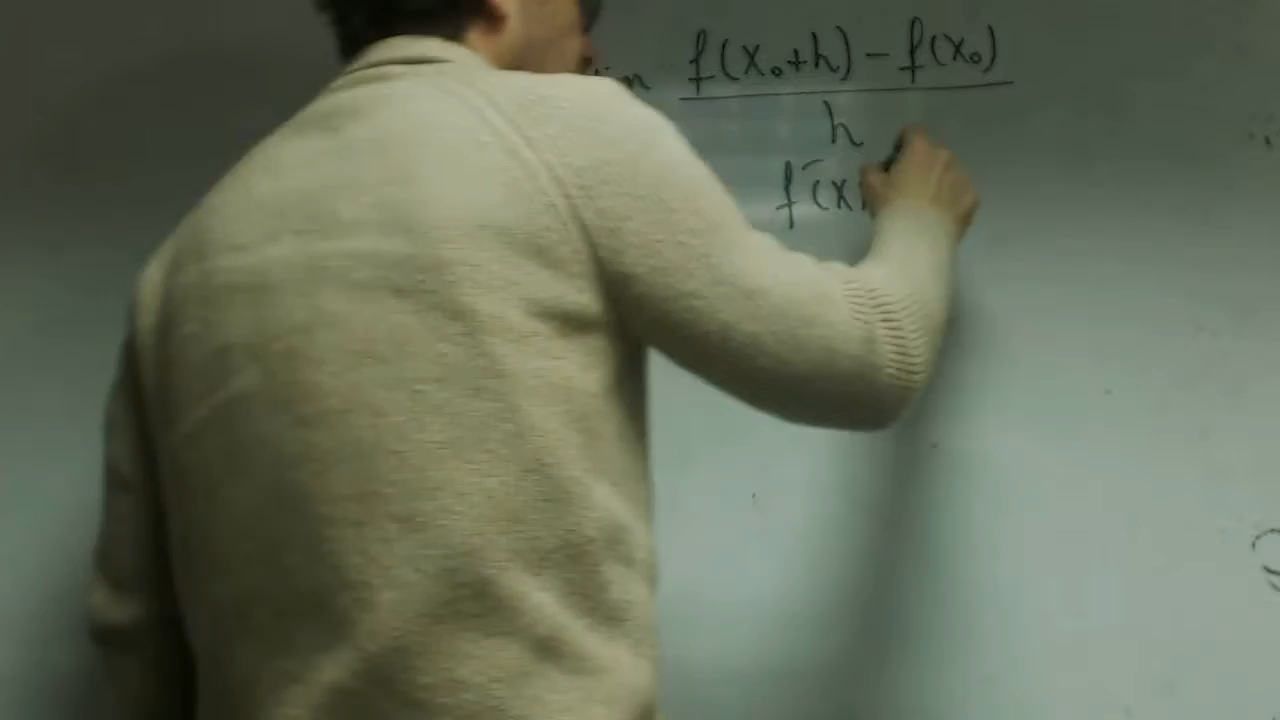 f(x₀+h) - f(x₀)
h
f'(x)